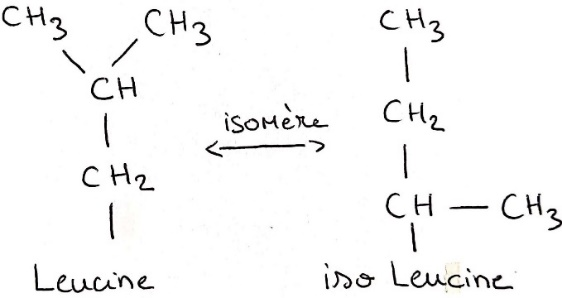 CH3 CH3 CH3
CH
isomère
CH2
CH2
CH — CH3
Leucine iso Leucine